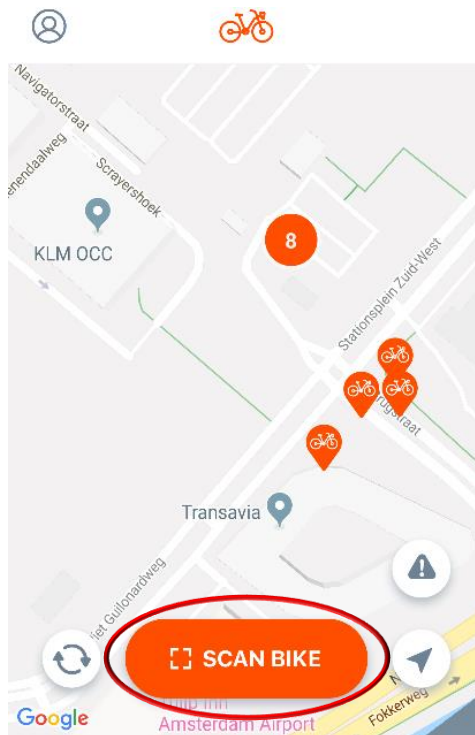 Navigatorstraat
Scrayershoek
KLM OCC
8
Stationsplein Zuid-West
Transavia
SCAN BIKE
Amsterdam Airport
Fokkerweg
Google